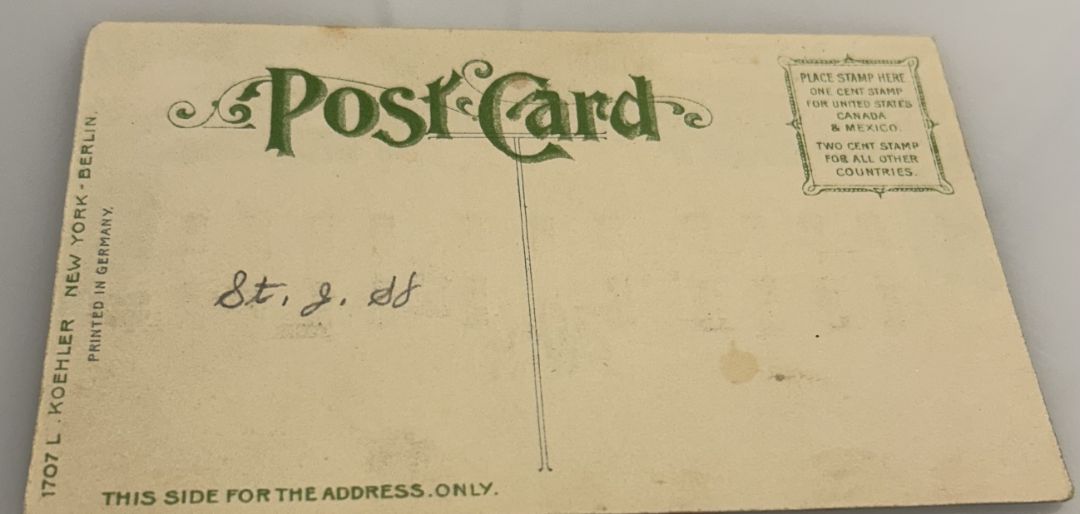 Post Card
PLACE STAMP HERE
ONE CENT STAMP
FOR UNITED STATES
CANADA
& MEXICO.
TWO CENT STAMP
FOR ALL OTHER
COUNTRIES.
1707 L. KOEHLER NEW YORK - BERLIN.
PRINTED IN GERMANY.
St. J.
THIS SIDE FOR THE ADDRESS.ONLY.